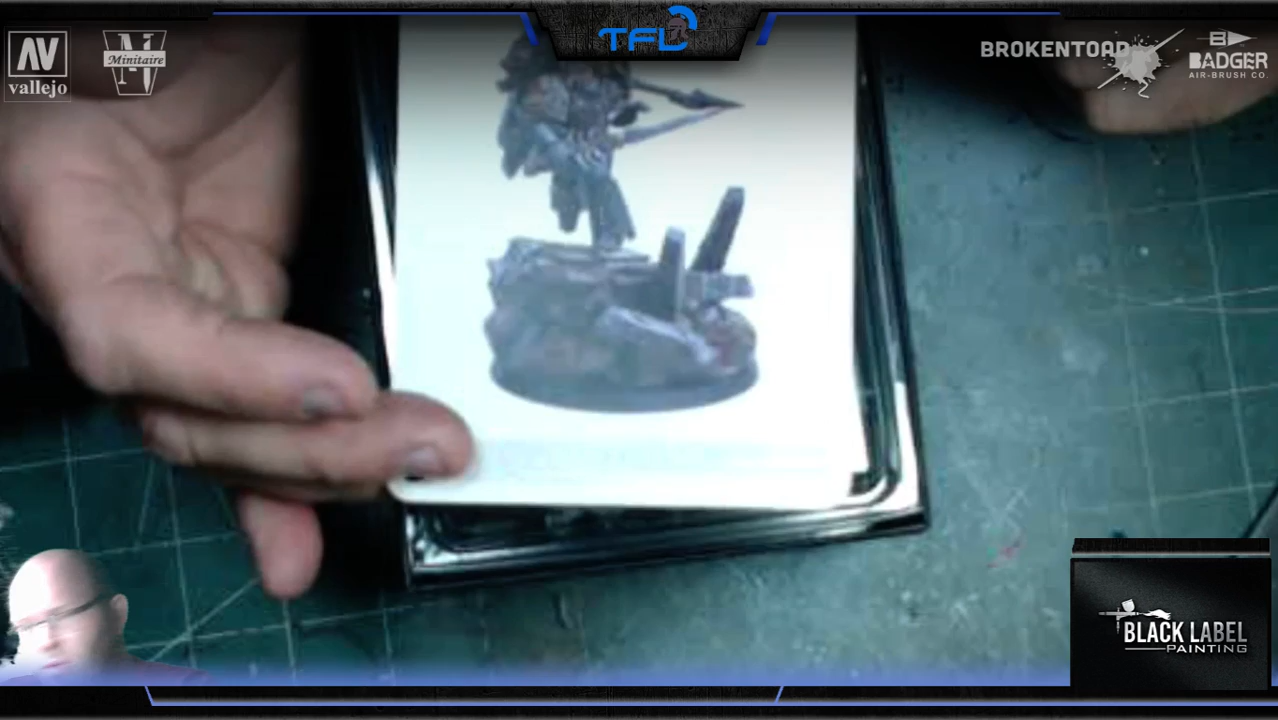 TFL
AV
vallejo
M
Minitaire
BROKENTOAD
B
BADGER
AIR-BRUSH CO.
BLACK LABEL
PAINTING